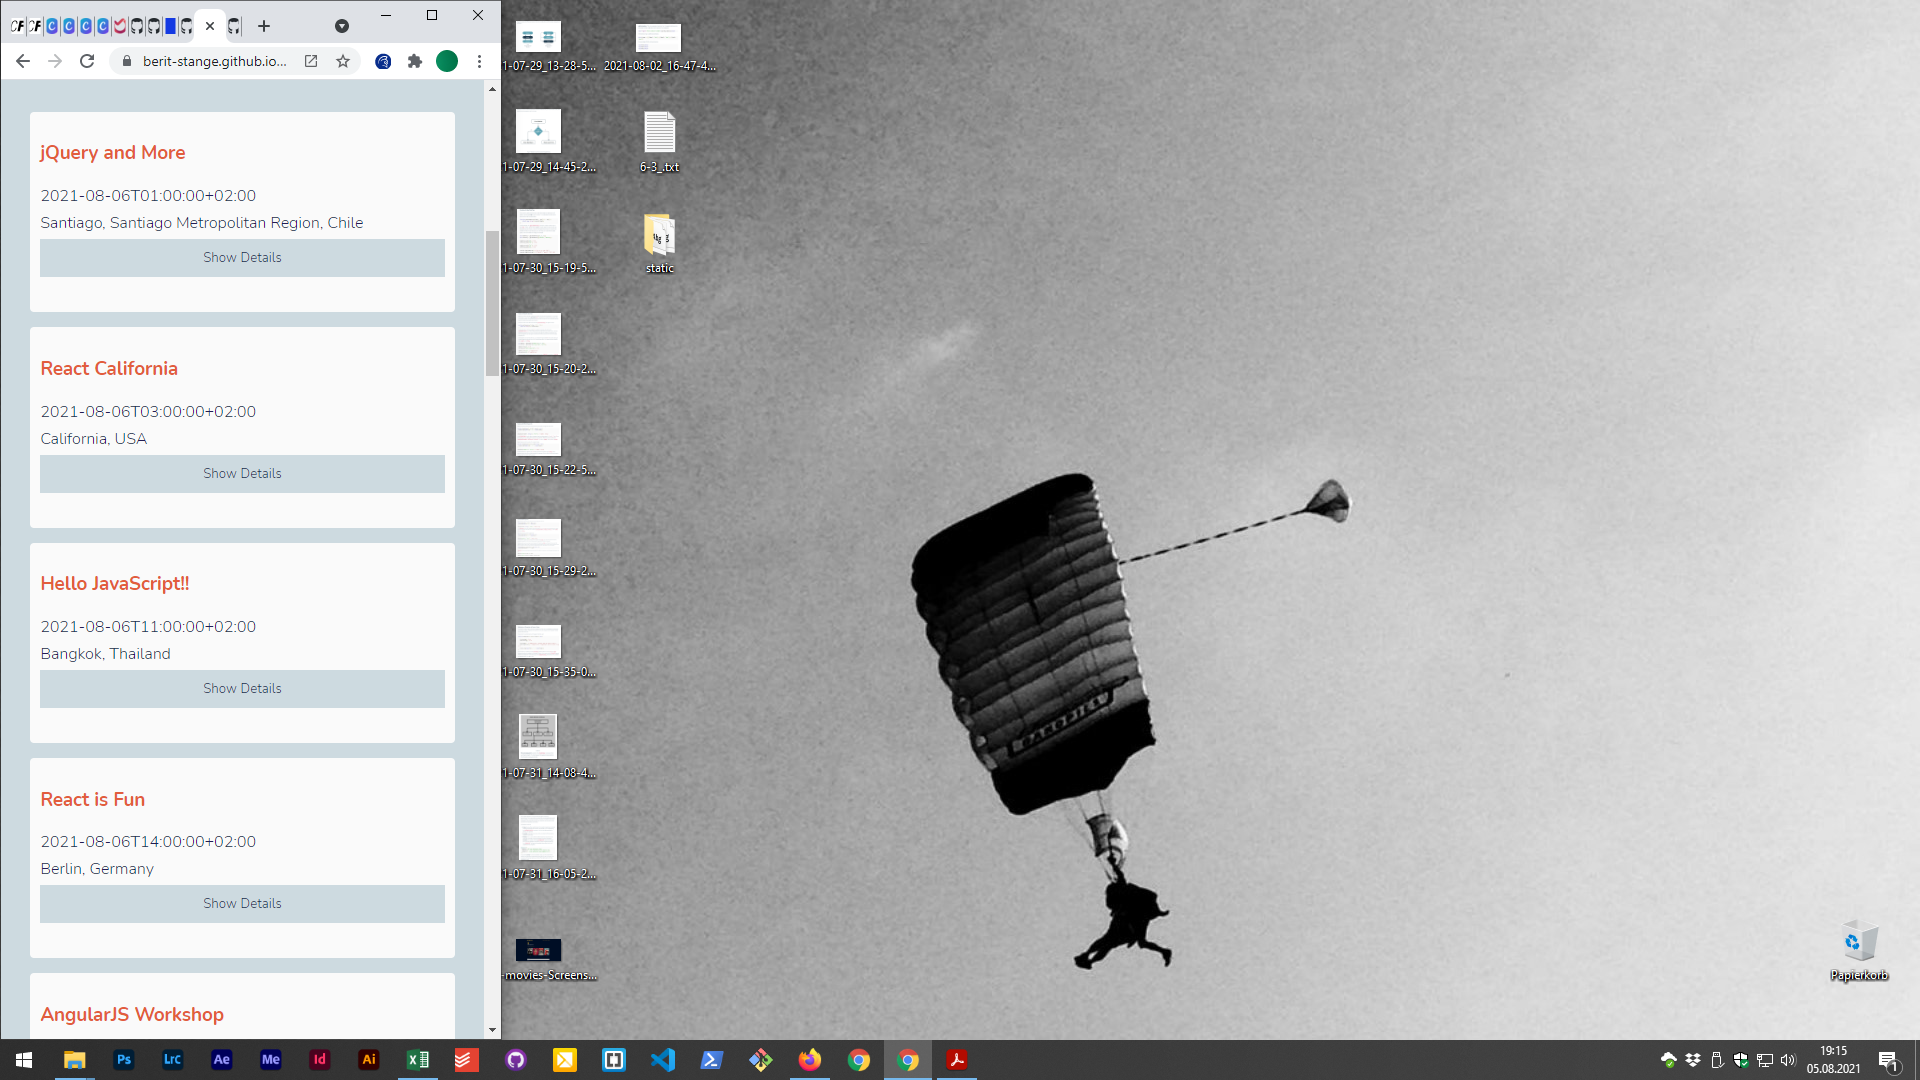 berit-stange.github.io...
jQuery and More
2021-08-06T01:00:00+02:00
Santiago, Santiago Metropolitan Region, Chile
Show Details
React California
2021-08-06T03:00:00+02:00
California, USA
Show Details
Hello JavaScript!!
2021-08-06T11:00:00+02:00
Bangkok, Thailand
Show Details
React is Fun
2021-08-06T14:00:00+02:00
Berlin, Germany
Show Details
AngularJS Workshop
1-07-29_13-28-5...
1-07-29_14-45-2...
1-07-30_15-19-5...
1-07-30_15-20-2...
1-07-30_15-22-5...
1-07-30_15-29-2...
1-07-30_15-35-0...
1-07-31_14-08-4...
1-07-31_16-05-2...
-movies-Screens...
2021-08-02_16-47-4...
6-3_.txt
static
CANOPIES
Papierkorb
Ps
Lrc
Ae
Me
Id
Ai
19:15
05.08.2021
1